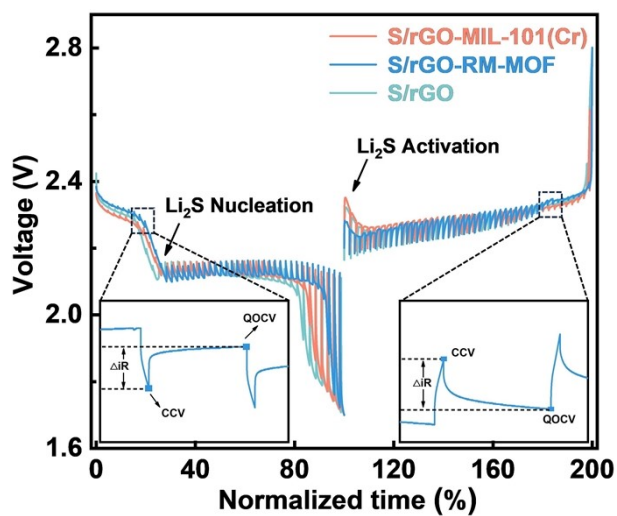 2.8
2.4
2.0
1.6
Voltage (V)
S/rGO-MIL-101(Cr)
S/rGO-RM-MOF
S/rGO
Li₂S Activation
Li₂S Nucleation
QOCV
△iR
CCV
CCV
△iR
QOCV
0 40 80 120 160 200
Normalized time (%)